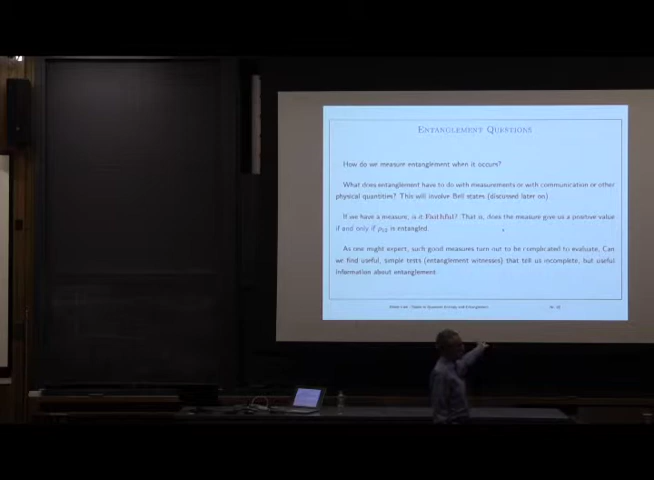 Entanglement Questions
How do we measure entanglement when it occurs?
What does entanglement have to do with measurements or with communication or other
physical quantities? This will involve Bell states (discussed later on)
If we have a measure, is it Faithful? That is, does the measure give us a positive value
if and only if ρ₁₂ is entangled.
As one might expect, such good measures turn out to be complicated to evaluate. Can
we find useful, simple tests (entanglement witnesses) that tell us incomplete, but useful
information about entanglement.